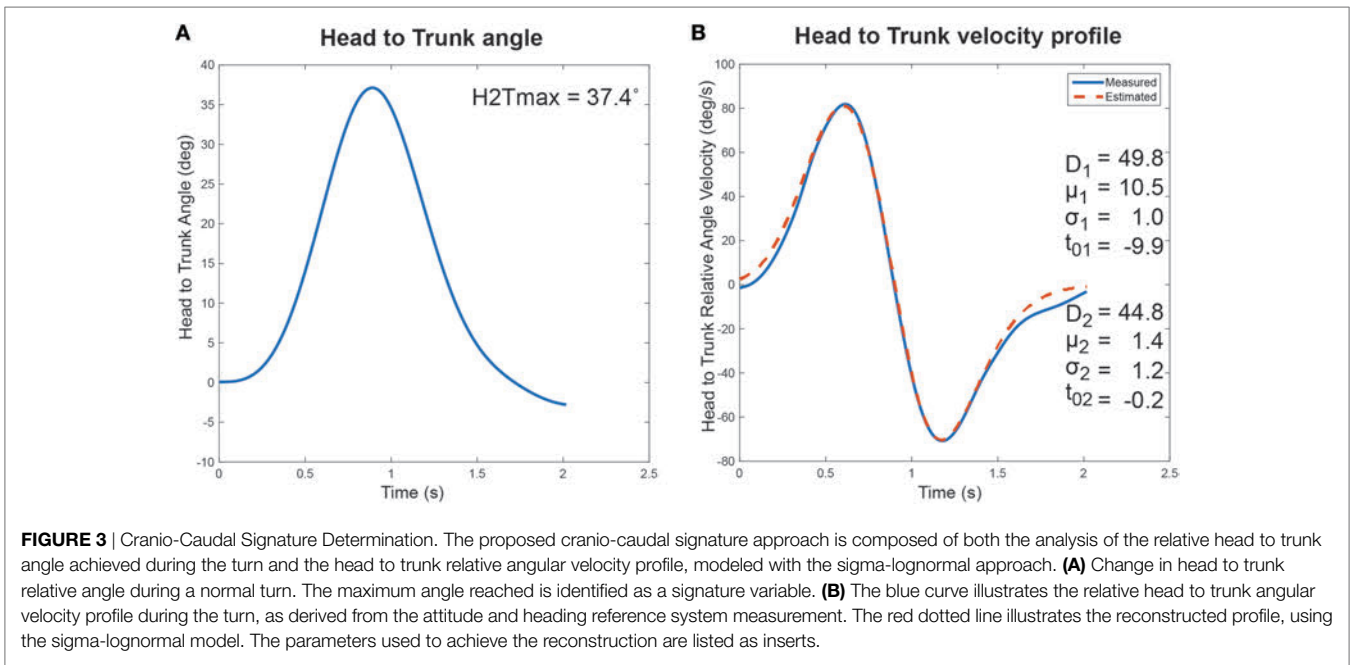 A
Head to Trunk angle
H2Tmax = 37.4°
Head to Trunk Angle (deg)
40
35
30
25
20
15
10
5
0
-5
-10
0
0.5
1
1.5
2
2.5
Time (s)
B
Head to Trunk velocity profile
Measured
Estimated
Head to Trunk Relative Angle Velocity (deg/s)
100
80
60
40
20
0
-20
-40
-60
-80
D1 = 49.8
μ1 = 10.5
σ1 = 1.0
t01 = -9.9
D2 = 44.8
μ2 = 1.4
σ2 = 1.2
t02 = -0.2
0
0.5
1
1.5
2
2.5
Time (s)
FIGURE 3 | Cranio-Caudal Signature Determination. The proposed cranio-caudal signature approach is composed of both the analysis of the relative head to trunk
angle achieved during the turn and the head to trunk relative angular velocity profile, modeled with the sigma-lognormal approach. (A) Change in head to trunk
relative angle during a normal turn. The maximum angle reached is identified as a signature variable. (B) The blue curve illustrates the relative head to trunk angular
velocity profile during the turn, as derived from the attitude and heading reference system measurement. The red dotted line illustrates the reconstructed profile, using
the sigma-lognormal model. The parameters used to achieve the reconstruction are listed as inserts.